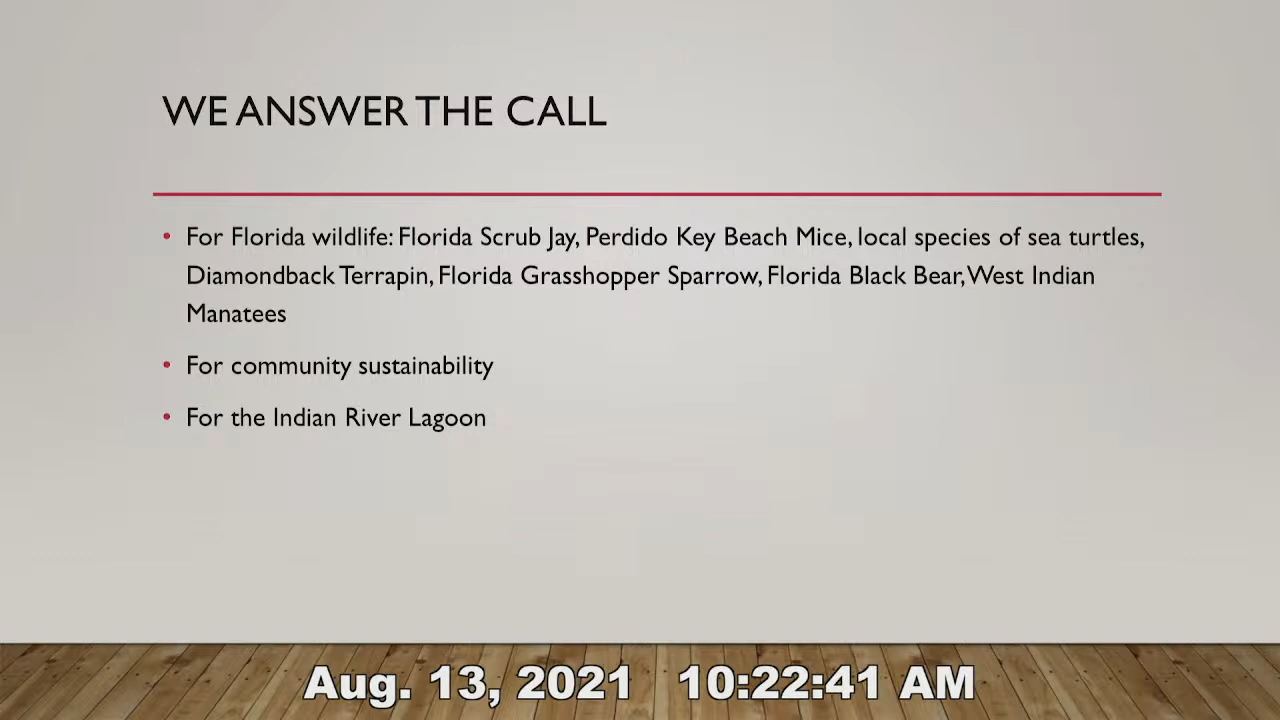 WE ANSWER THE CALL
• For Florida wildlife: Florida Scrub Jay, Perdido Key Beach Mice, local species of sea turtles,
Diamondback Terrapin, Florida Grasshopper Sparrow, Florida Black Bear, West Indian
Manatees
• For community sustainability
• For the Indian River Lagoon
Aug. 13, 2021 10:22:41 AM